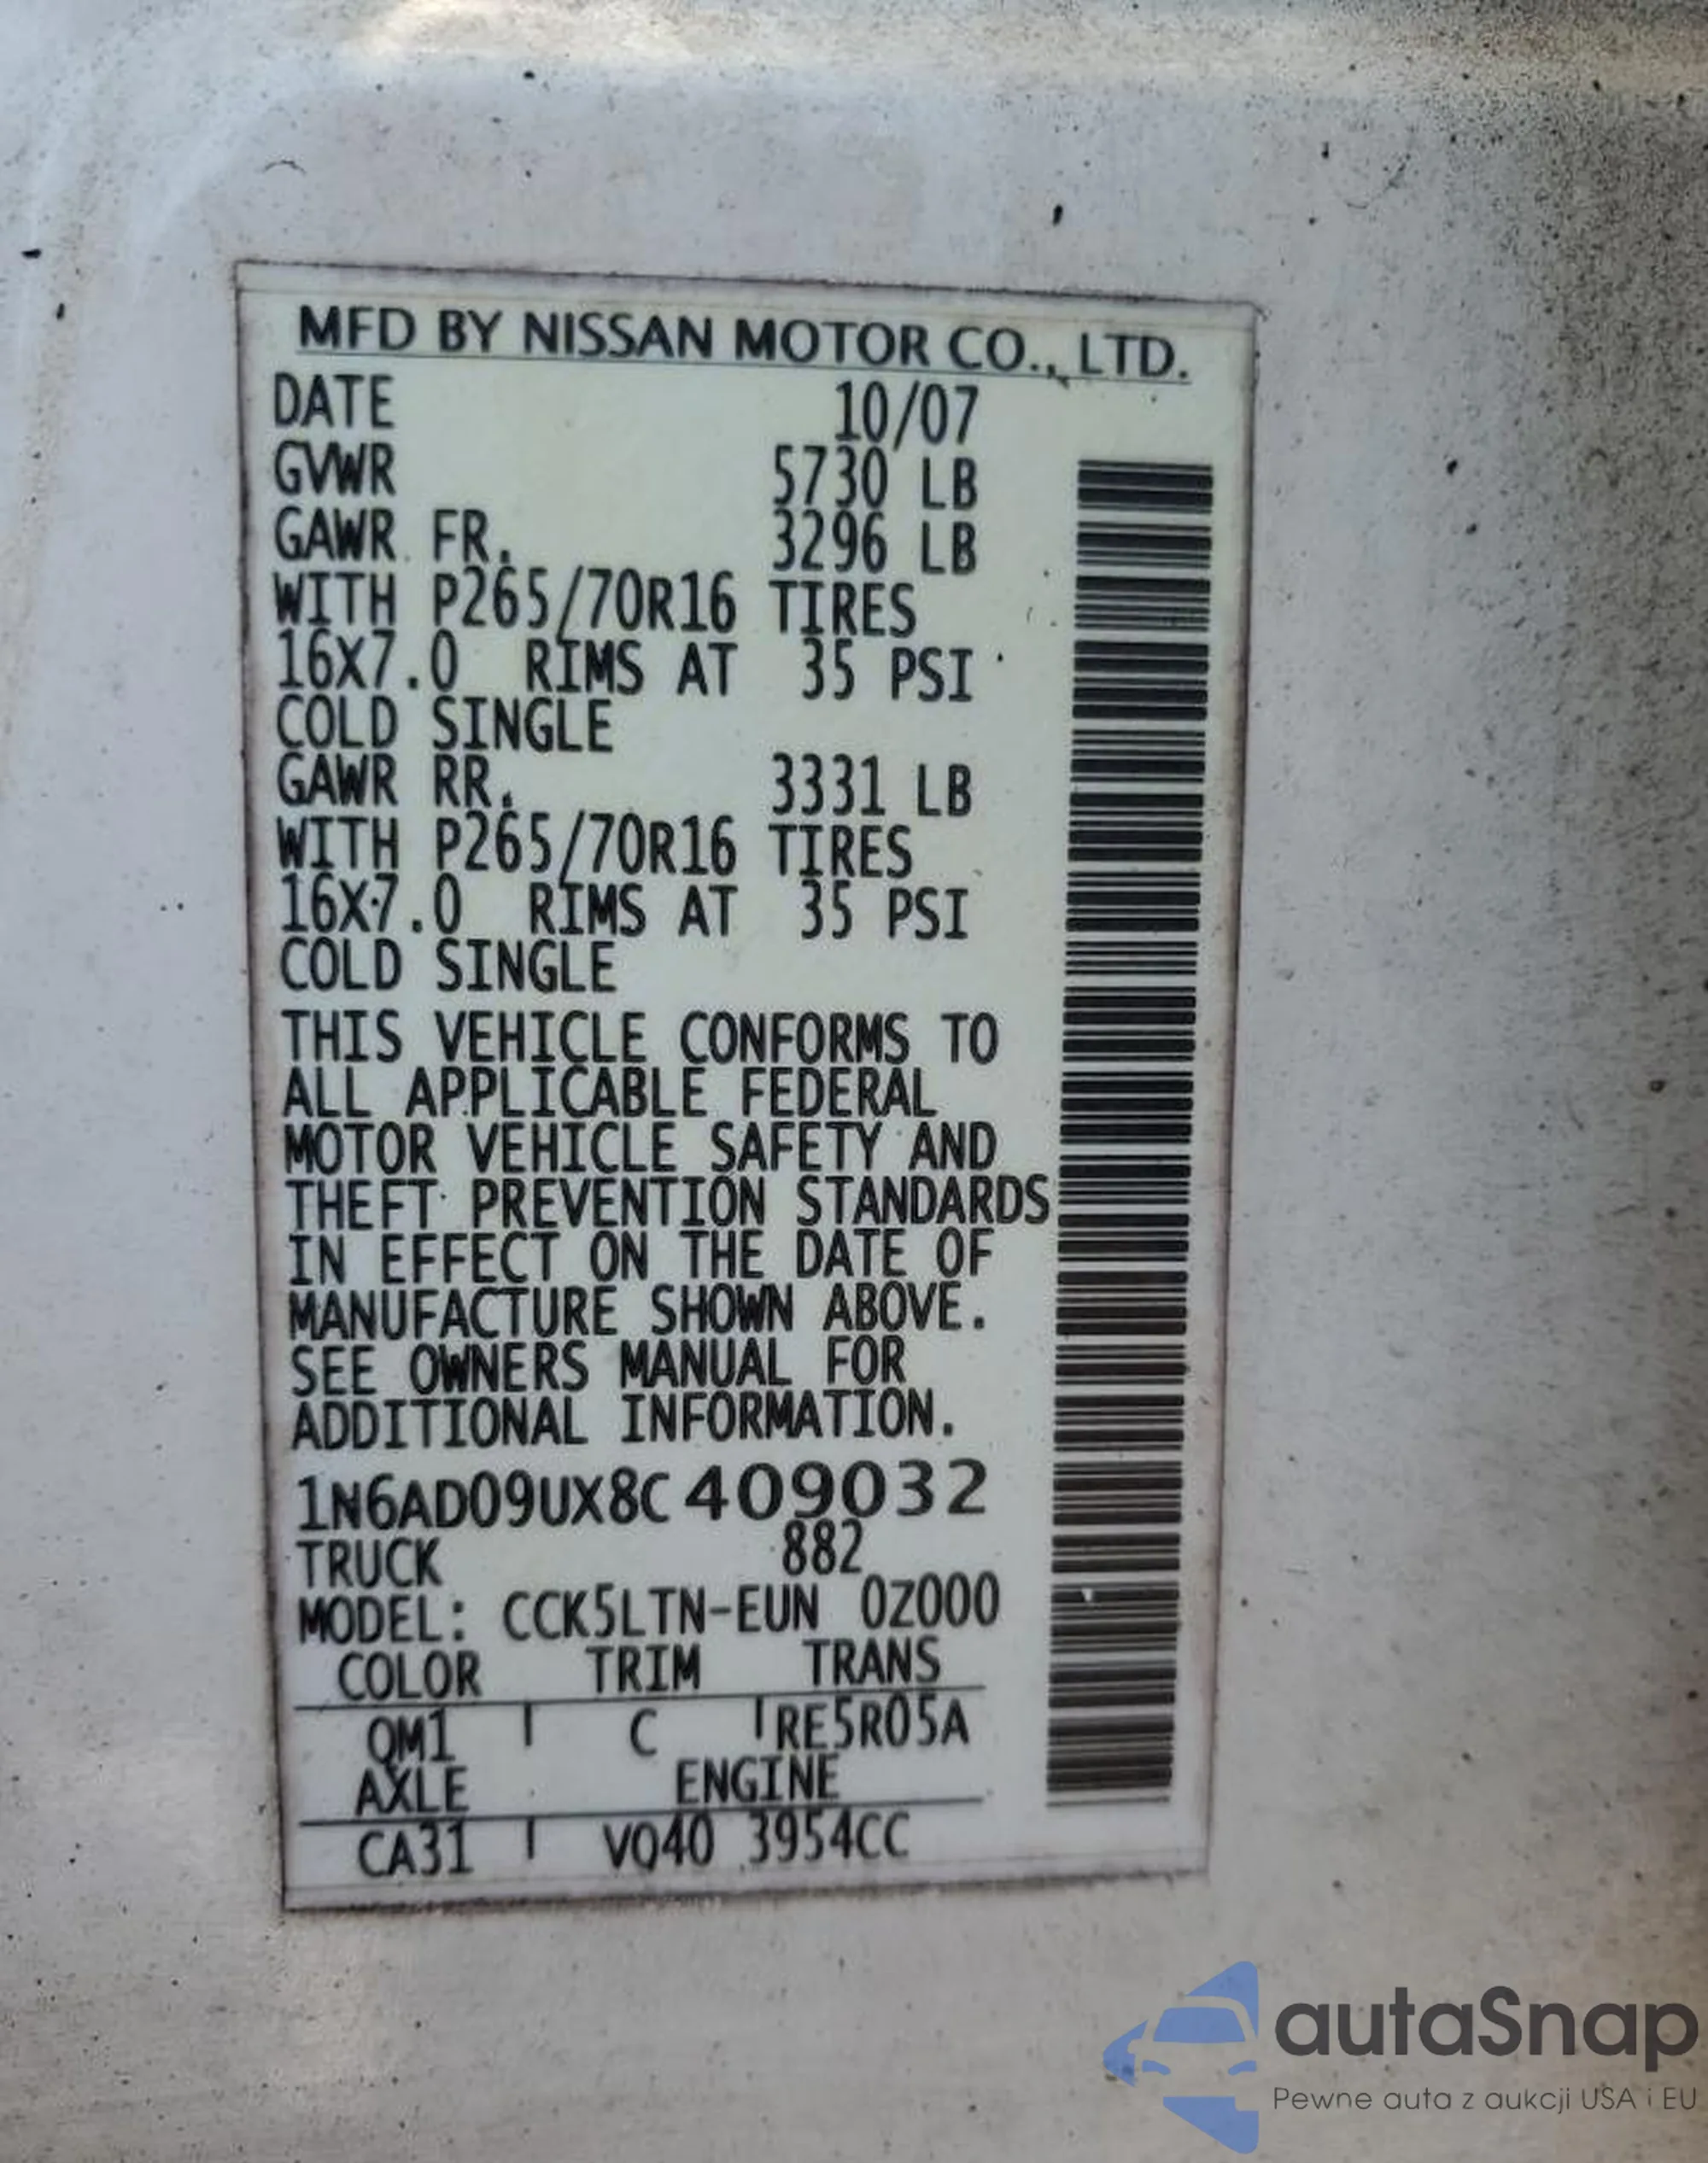 MFD BY NISSAN MOTOR CO., LTD.
DATE 10/07
GVWR 5730 LB
GAWR FR. 3296 LB
WITH P265/70R16 TIRES
16X7.0 RIMS AT 35 PSI
COLD SINGLE
GAWR RR. 3331 LB
WITH P265/70R16 TIRES
16X7.0 RIMS AT 35 PSI
COLD SINGLE
THIS VEHICLE CONFORMS TO
ALL APPLICABLE FEDERAL
MOTOR VEHICLE SAFETY AND
THEFT PREVENTION STANDARDS
IN EFFECT ON THE DATE OF
MANUFACTURE SHOWN ABOVE.
SEE OWNERS MANUAL FOR
ADDITIONAL INFORMATION.
1N6AD09UX8C409032
TRUCK 882
MODEL: CCK5LTN-EUN 0Z000
COLOR TRIM TRANS
QM1 C RE5R05A
AXLE ENGINE
CA31 VQ40 3954CC
autaSnap
Pewne auta z aukcji USA i EU